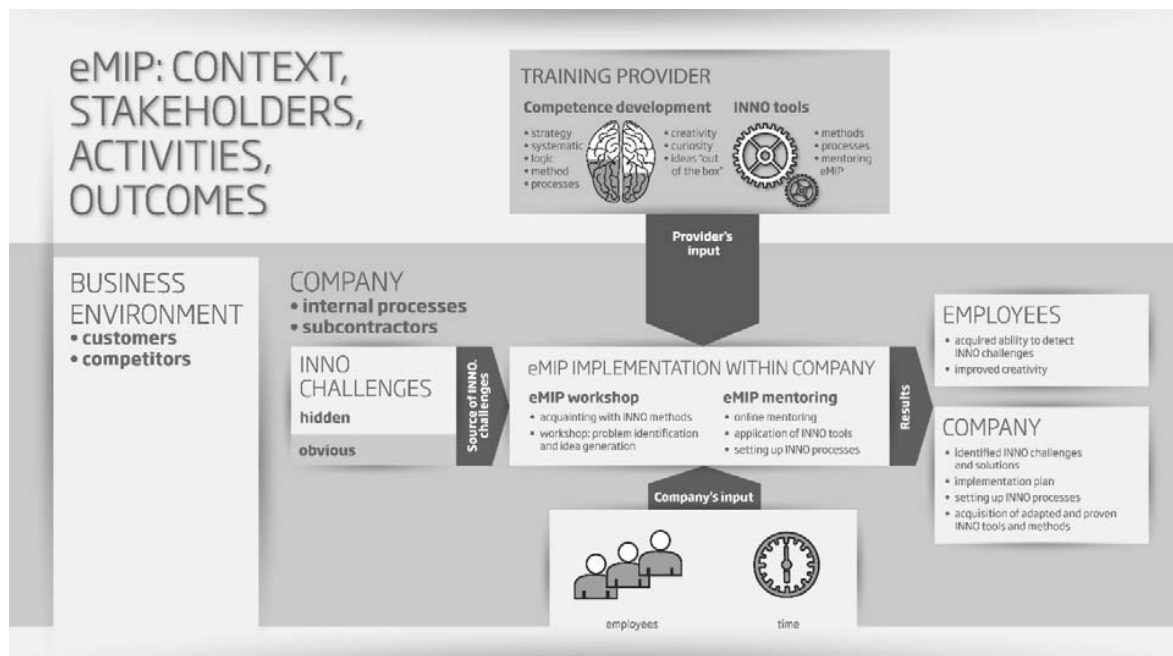 eMIP: CONTEXT,
STAKEHOLDERS,
ACTIVITIES,
OUTCOMES
TRAINING PROVIDER
Competence development
• strategy
• systematic
• logic
• method
• processes
• creativity
• curiosity
• ideas "out
of the box"
INNO tools
• methods
• processes
• mentoring
eMIP
Provider's
input
BUSINESS
ENVIRONMENT
• customers
• competitors
COMPANY
• internal processes
• subcontractors
INNO
CHALLENGES
hidden
obvious
Source of INNO.
challenges
eMIP IMPLEMENTATION WITHIN COMPANY
eMIP workshop
• acquainting with INNO methods
• workshop: problem identification
and idea generation
eMIP mentoring
• online mentoring
• application of INNO tools
• setting up INNO processes
Results
EMPLOYEES
• acquired ability to detect
INNO challenges
• improved creativity
COMPANY
• identified INNO challenges
and solutions
• implementation plan
• setting up INNO processes
• acquisition of adapted and proven
INNO tools and methods
Company's input
employees
time